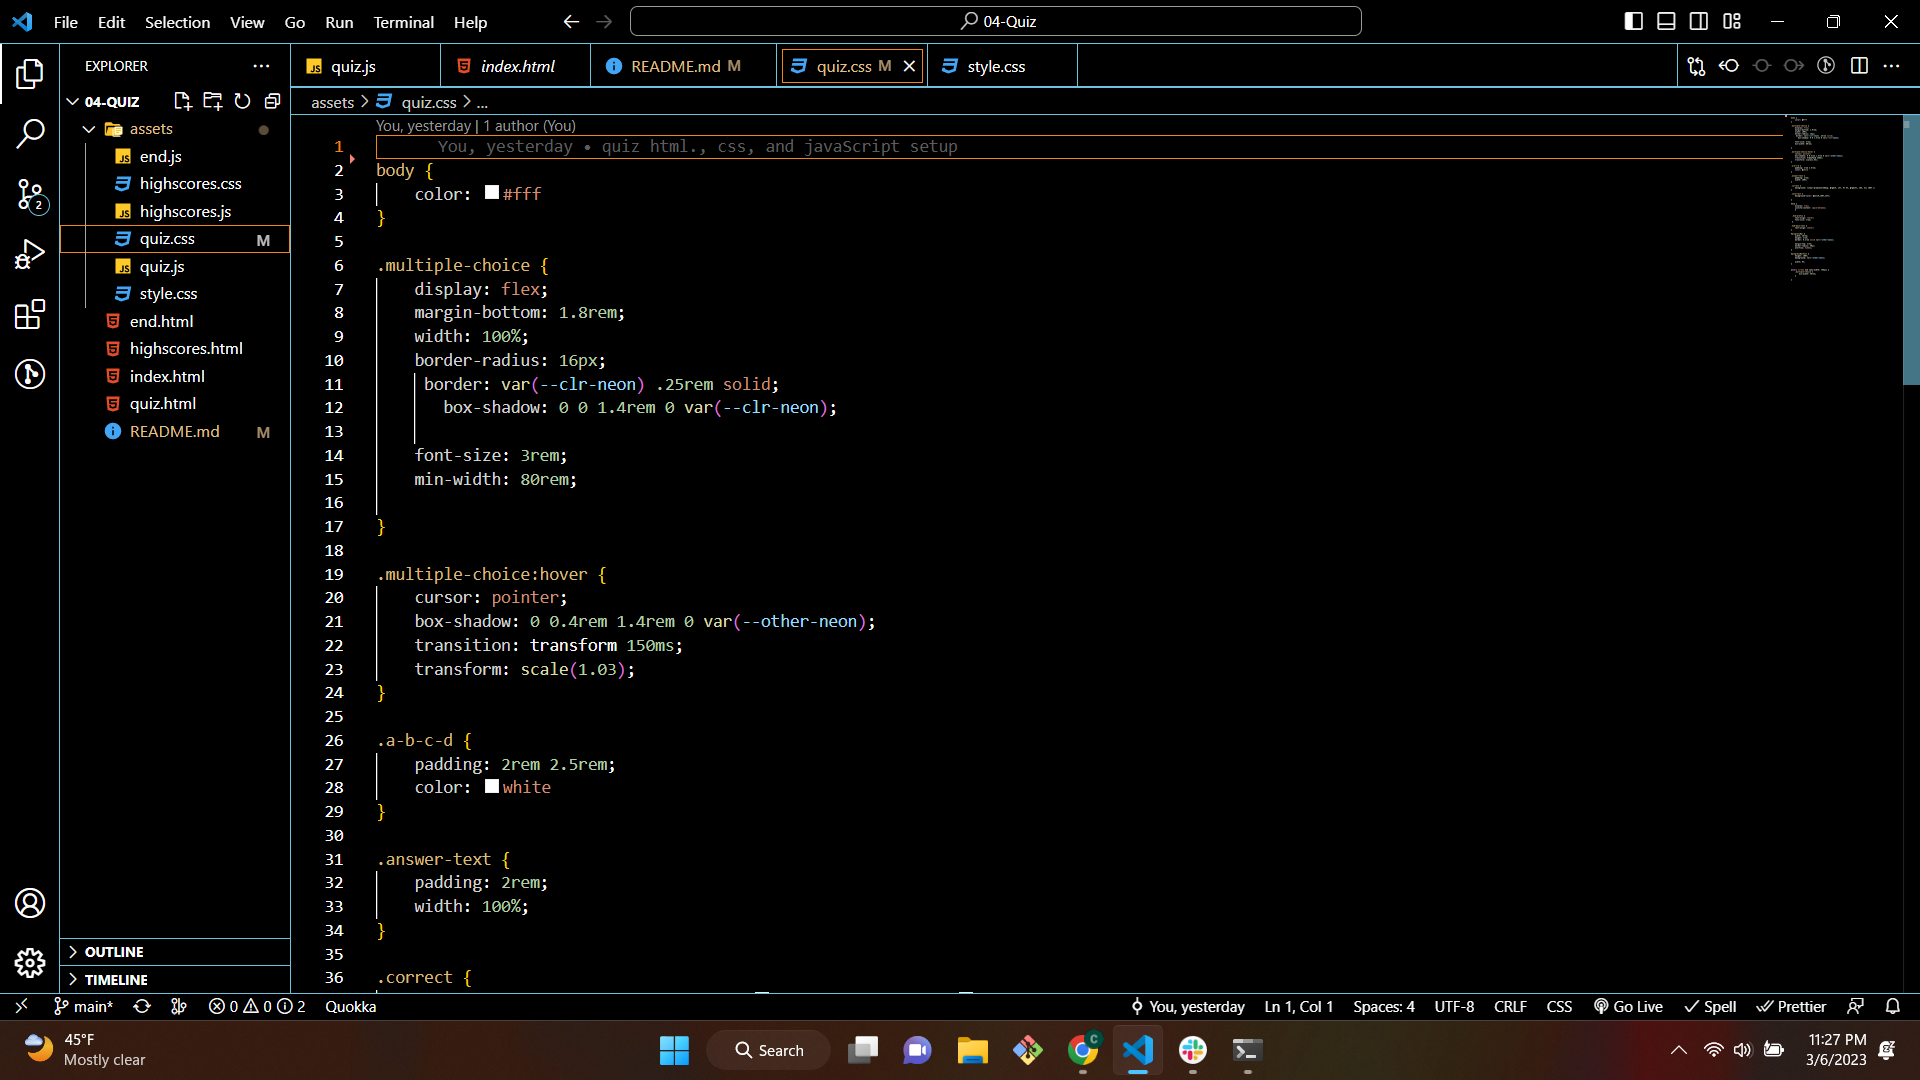 File Edit Selection View Go Run Terminal Help
04-Quiz
EXPLORER
quiz.js
index.html
README.md M
quiz.css M
style.css
04-QUIZ
assets > quiz.css > ...
assets
end.js
highscores.css
highscores.js
quiz.css M
quiz.js
style.css
end.html
highscores.html
index.html
quiz.html
README.md M
OUTLINE
TIMELINE
You, yesterday | 1 author (You)
1 You, yesterday • quiz html., css, and javaScript setup
2 body {
3 color: #fff
4 }
5
6 .multiple-choice {
7 display: flex;
8 margin-bottom: 1.8rem;
9 width: 100%;
10 border-radius: 16px;
11 border: var(--clr-neon) .25rem solid;
12 box-shadow: 0 0 1.4rem 0 var(--clr-neon);
13
14 font-size: 3rem;
15 min-width: 80rem;
16
17 }
18
19 .multiple-choice:hover {
20 cursor: pointer;
21 box-shadow: 0 0.4rem 1.4rem 0 var(--other-neon);
22 transition: transform 150ms;
23 transform: scale(1.03);
24 }
25
26 .a-b-c-d {
27 padding: 2rem 2.5rem;
28 color: white
29 }
30
31 .answer-text {
32 padding: 2rem;
33 width: 100%;
34 }
35
36 .correct {
2
main* 0 0 2 Quokka
You, yesterday Ln 1, Col 1 Spaces: 4 UTF-8 CRLF CSS Go Live Spell Prettier
45°F
Mostly clear
Search
C
11:27 PM
3/6/2023